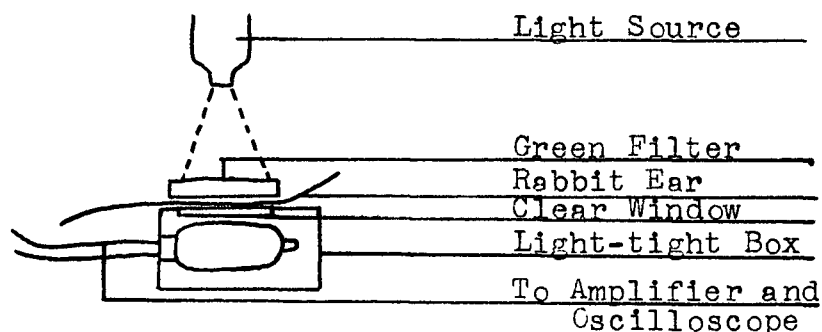 Light Source
Green Filter
Rabbit Ear
Clear Window
Light-tight Box
To Amplifier and
Oscilloscope